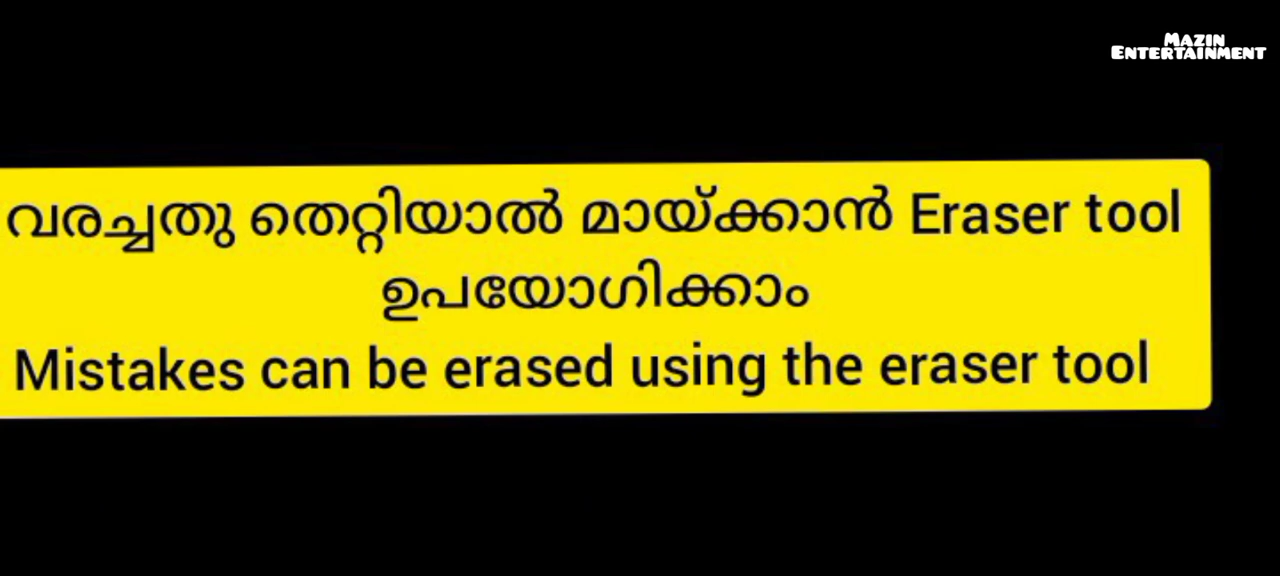 Mazin
Entertainment
വരച്ചതു തെറ്റിയാൽ മായ്ക്കാൻ Eraser tool
ഉപയോഗിക്കാം
Mistakes can be erased using the eraser tool